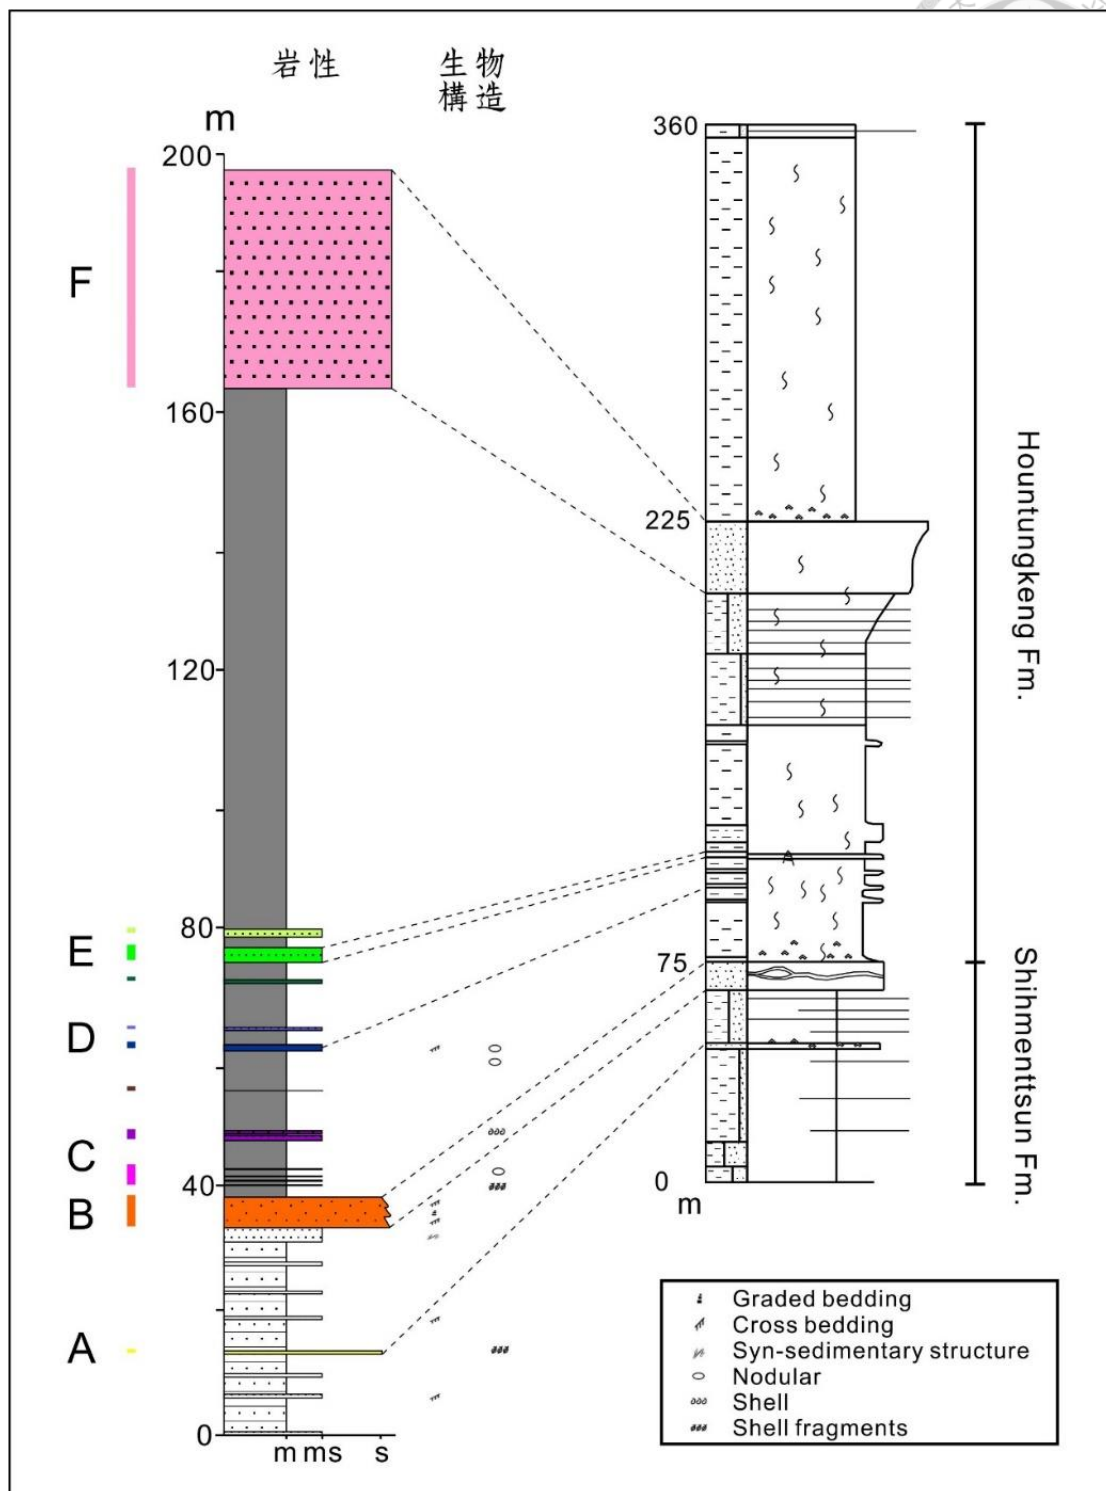 岩性
生物
構造
m
200
160
120
80
40
0
m ms s
F
E
D
C
B
A
360
225
75
0
m
A
Hountungkeng Fm.
Shihmenttsun Fm.
Graded bedding
Cross bedding
Syn-sedimentary structure
Nodular
Shell
Shell fragments